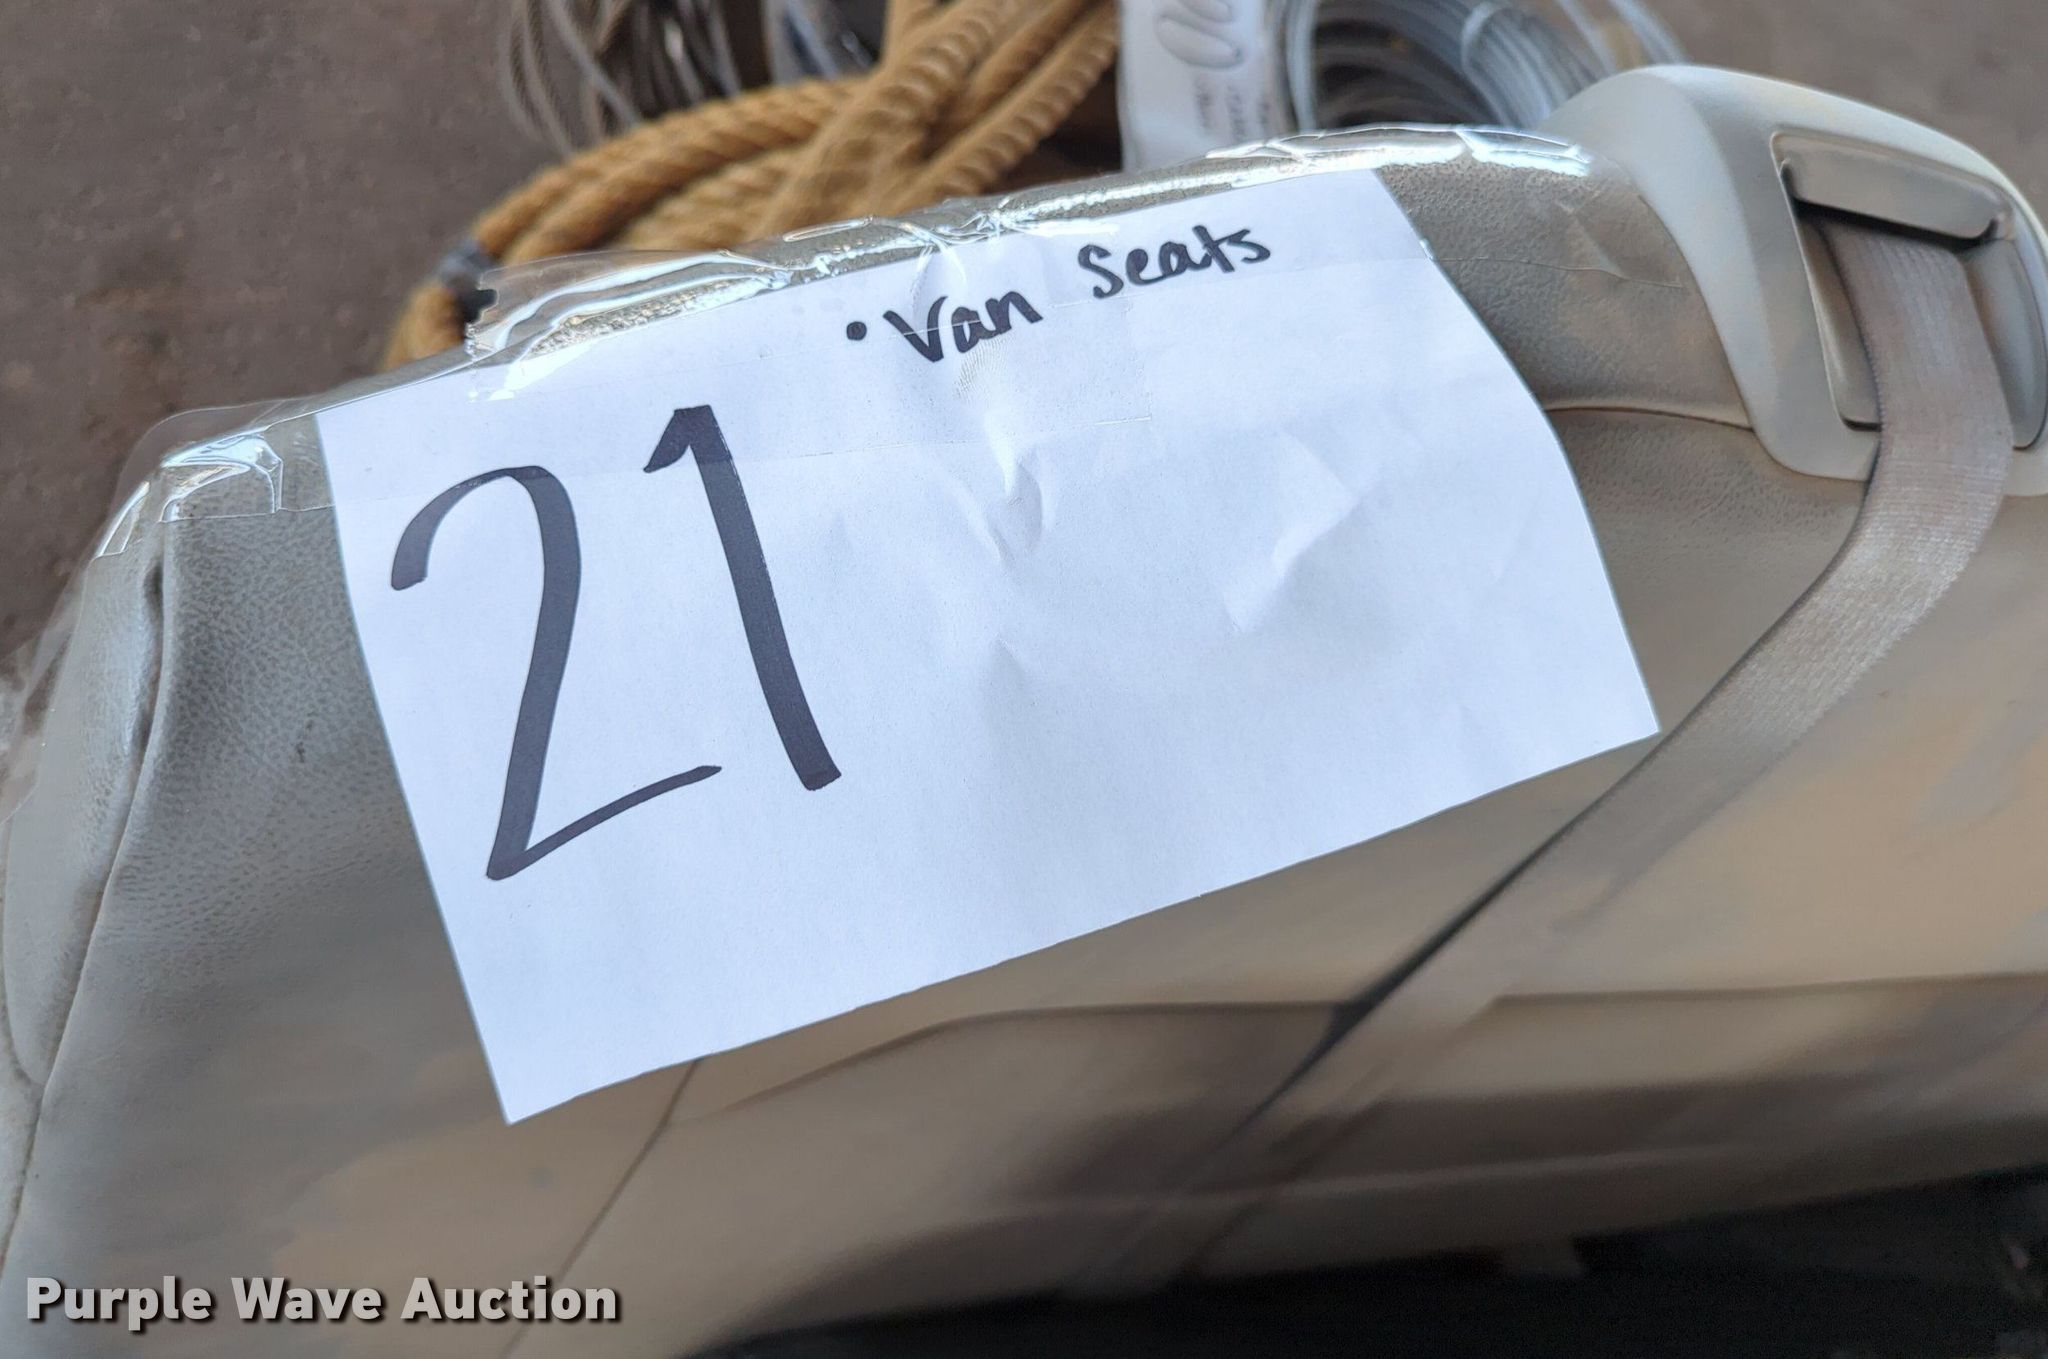 • Van Seats
21
Purple Wave Auction